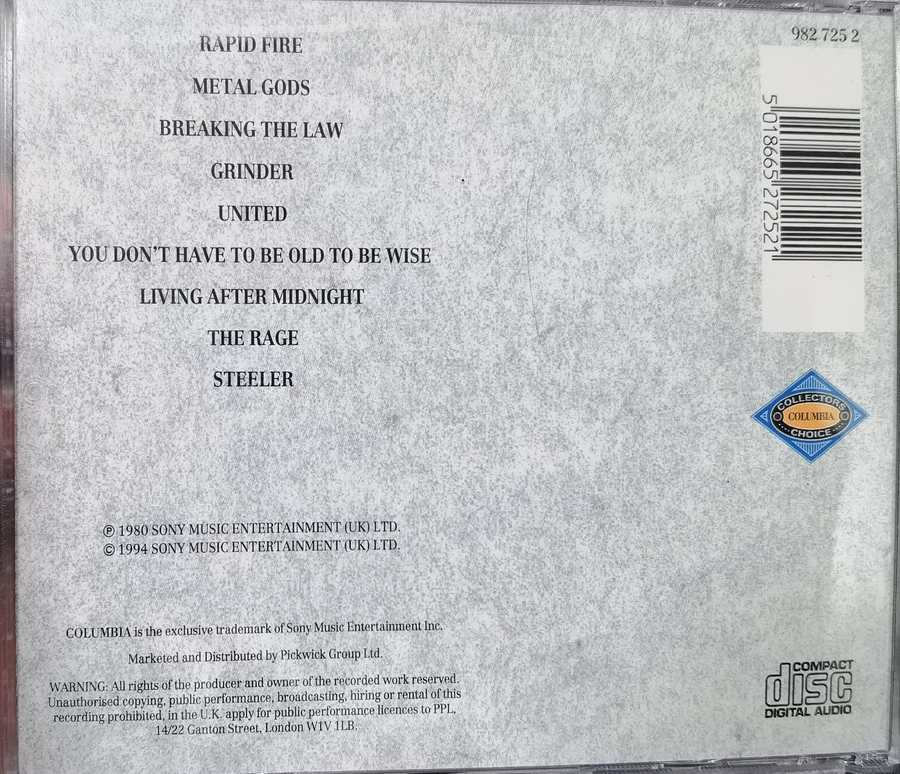 RAPID FIRE
METAL GODS
BREAKING THE LAW
GRINDER
UNITED
YOU DON'T HAVE TO BE OLD TO BE WISE
LIVING AFTER MIDNIGHT
THE RAGE
STEELER
982 725 2
5 018665 272521
COLLECTORS
COLUMBIA
CHOICE
℗ 1980 SONY MUSIC ENTERTAINMENT (UK) LTD.
© 1994 SONY MUSIC ENTERTAINMENT (UK) LTD.
COLUMBIA is the exclusive trademark of Sony Music Entertainment Inc.
Marketed and Distributed by Pickwick Group Ltd.
WARNING: All rights of the producer and owner of the recorded work reserved.
Unauthorised copying, public performance, broadcasting, hiring or rental of this
recording prohibited, in the U.K. apply for public performance licences to PPL,
14/22 Ganton Street, London W1V 1LB.
COMPACT
disc
DIGITAL AUDIO